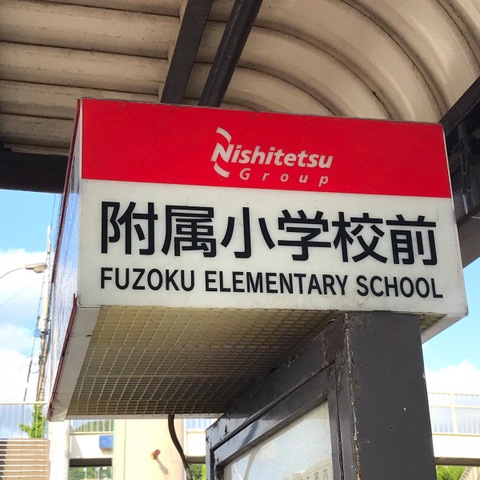 Nishitetsu
Group
附属小学校前
FUZOKU ELEMENTARY SCHOOL